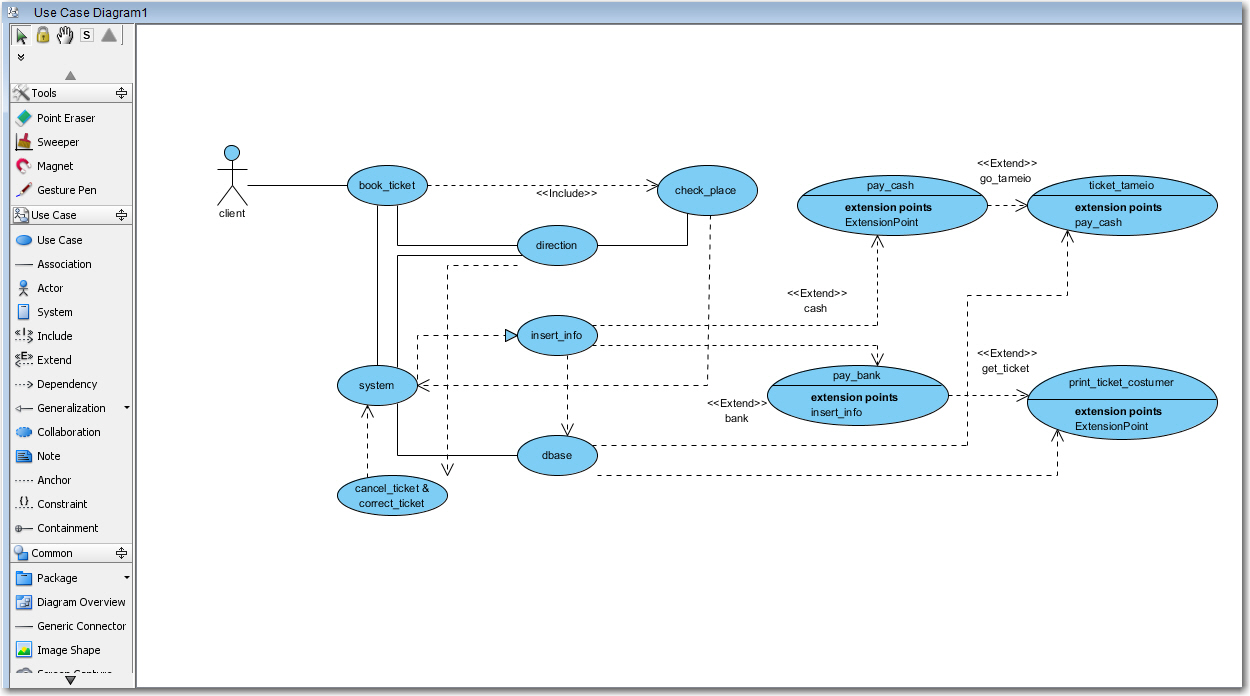 Use Case Diagram1
S
Tools
Point Eraser
Sweeper
Magnet
Gesture Pen
Use Case
Use Case
Association
Actor
System
Include
Extend
Dependency
Generalization
Collaboration
Note
Anchor
Constraint
Containment
Common
Package
Diagram Overview
Generic Connector
Image Shape
Screen Capture
client
book_ticket
<<Include>>
check_place
direction
insert_info
system
dbase
cancel_ticket &
correct_ticket
<<Extend>>
cash
<<Extend>>
bank
pay_cash
extension points
ExtensionPoint
<<Extend>>
go_tameio
ticket_tameio
extension points
pay_cash
pay_bank
extension points
insert_info
<<Extend>>
get_ticket
print_ticket_costumer
extension points
ExtensionPoint